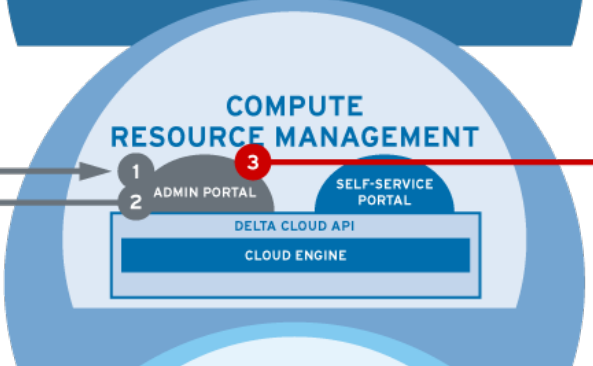 COMPUTE
RESOURCE MANAGEMENT
1
3
2
ADMIN PORTAL
SELF-SERVICE
PORTAL
DELTA CLOUD API
CLOUD ENGINE